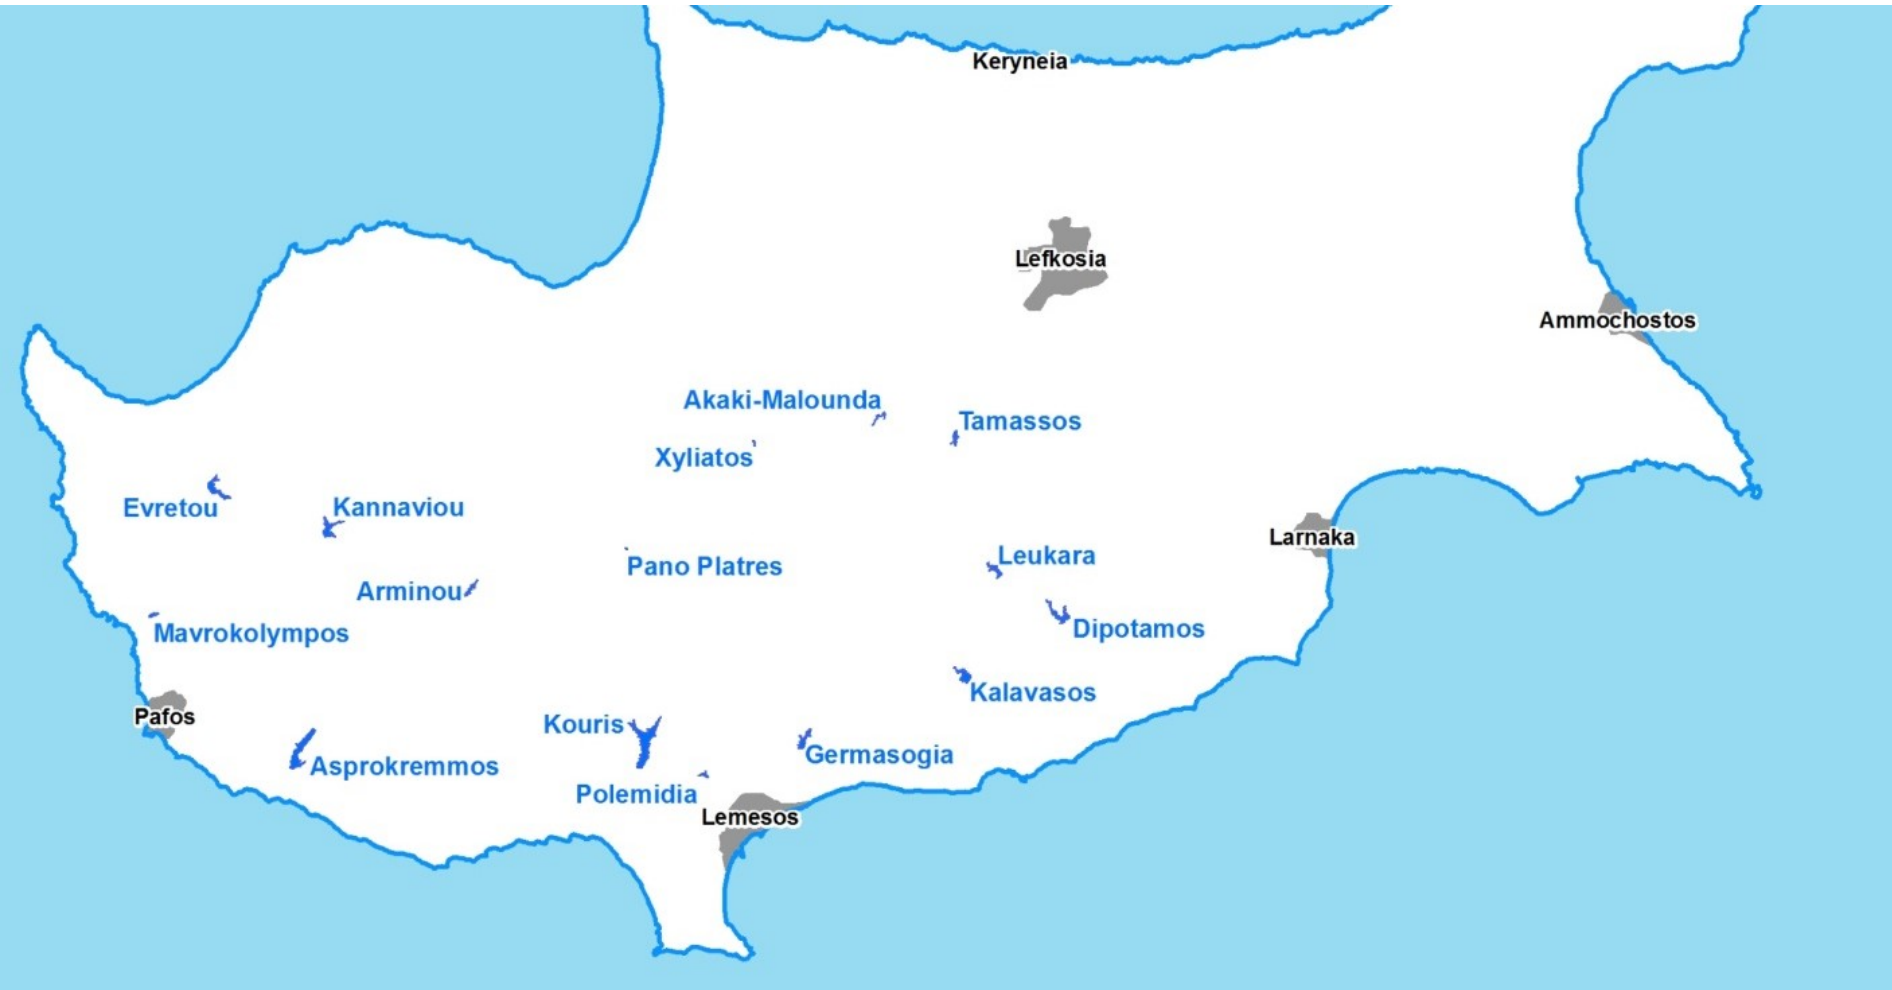 Keryneia
Lefkosia
Ammochostos
Akaki-Malounda
Tamassos
Xyliatos
Evretou
Kannaviou
Larnaka
Leukara
Pano Platres
Arminou
Dipotamos
Mavrokolympos
Kalavasos
Pafos
Kouris
Germasogia
Asprokremmos
Polemidia
Lemesos